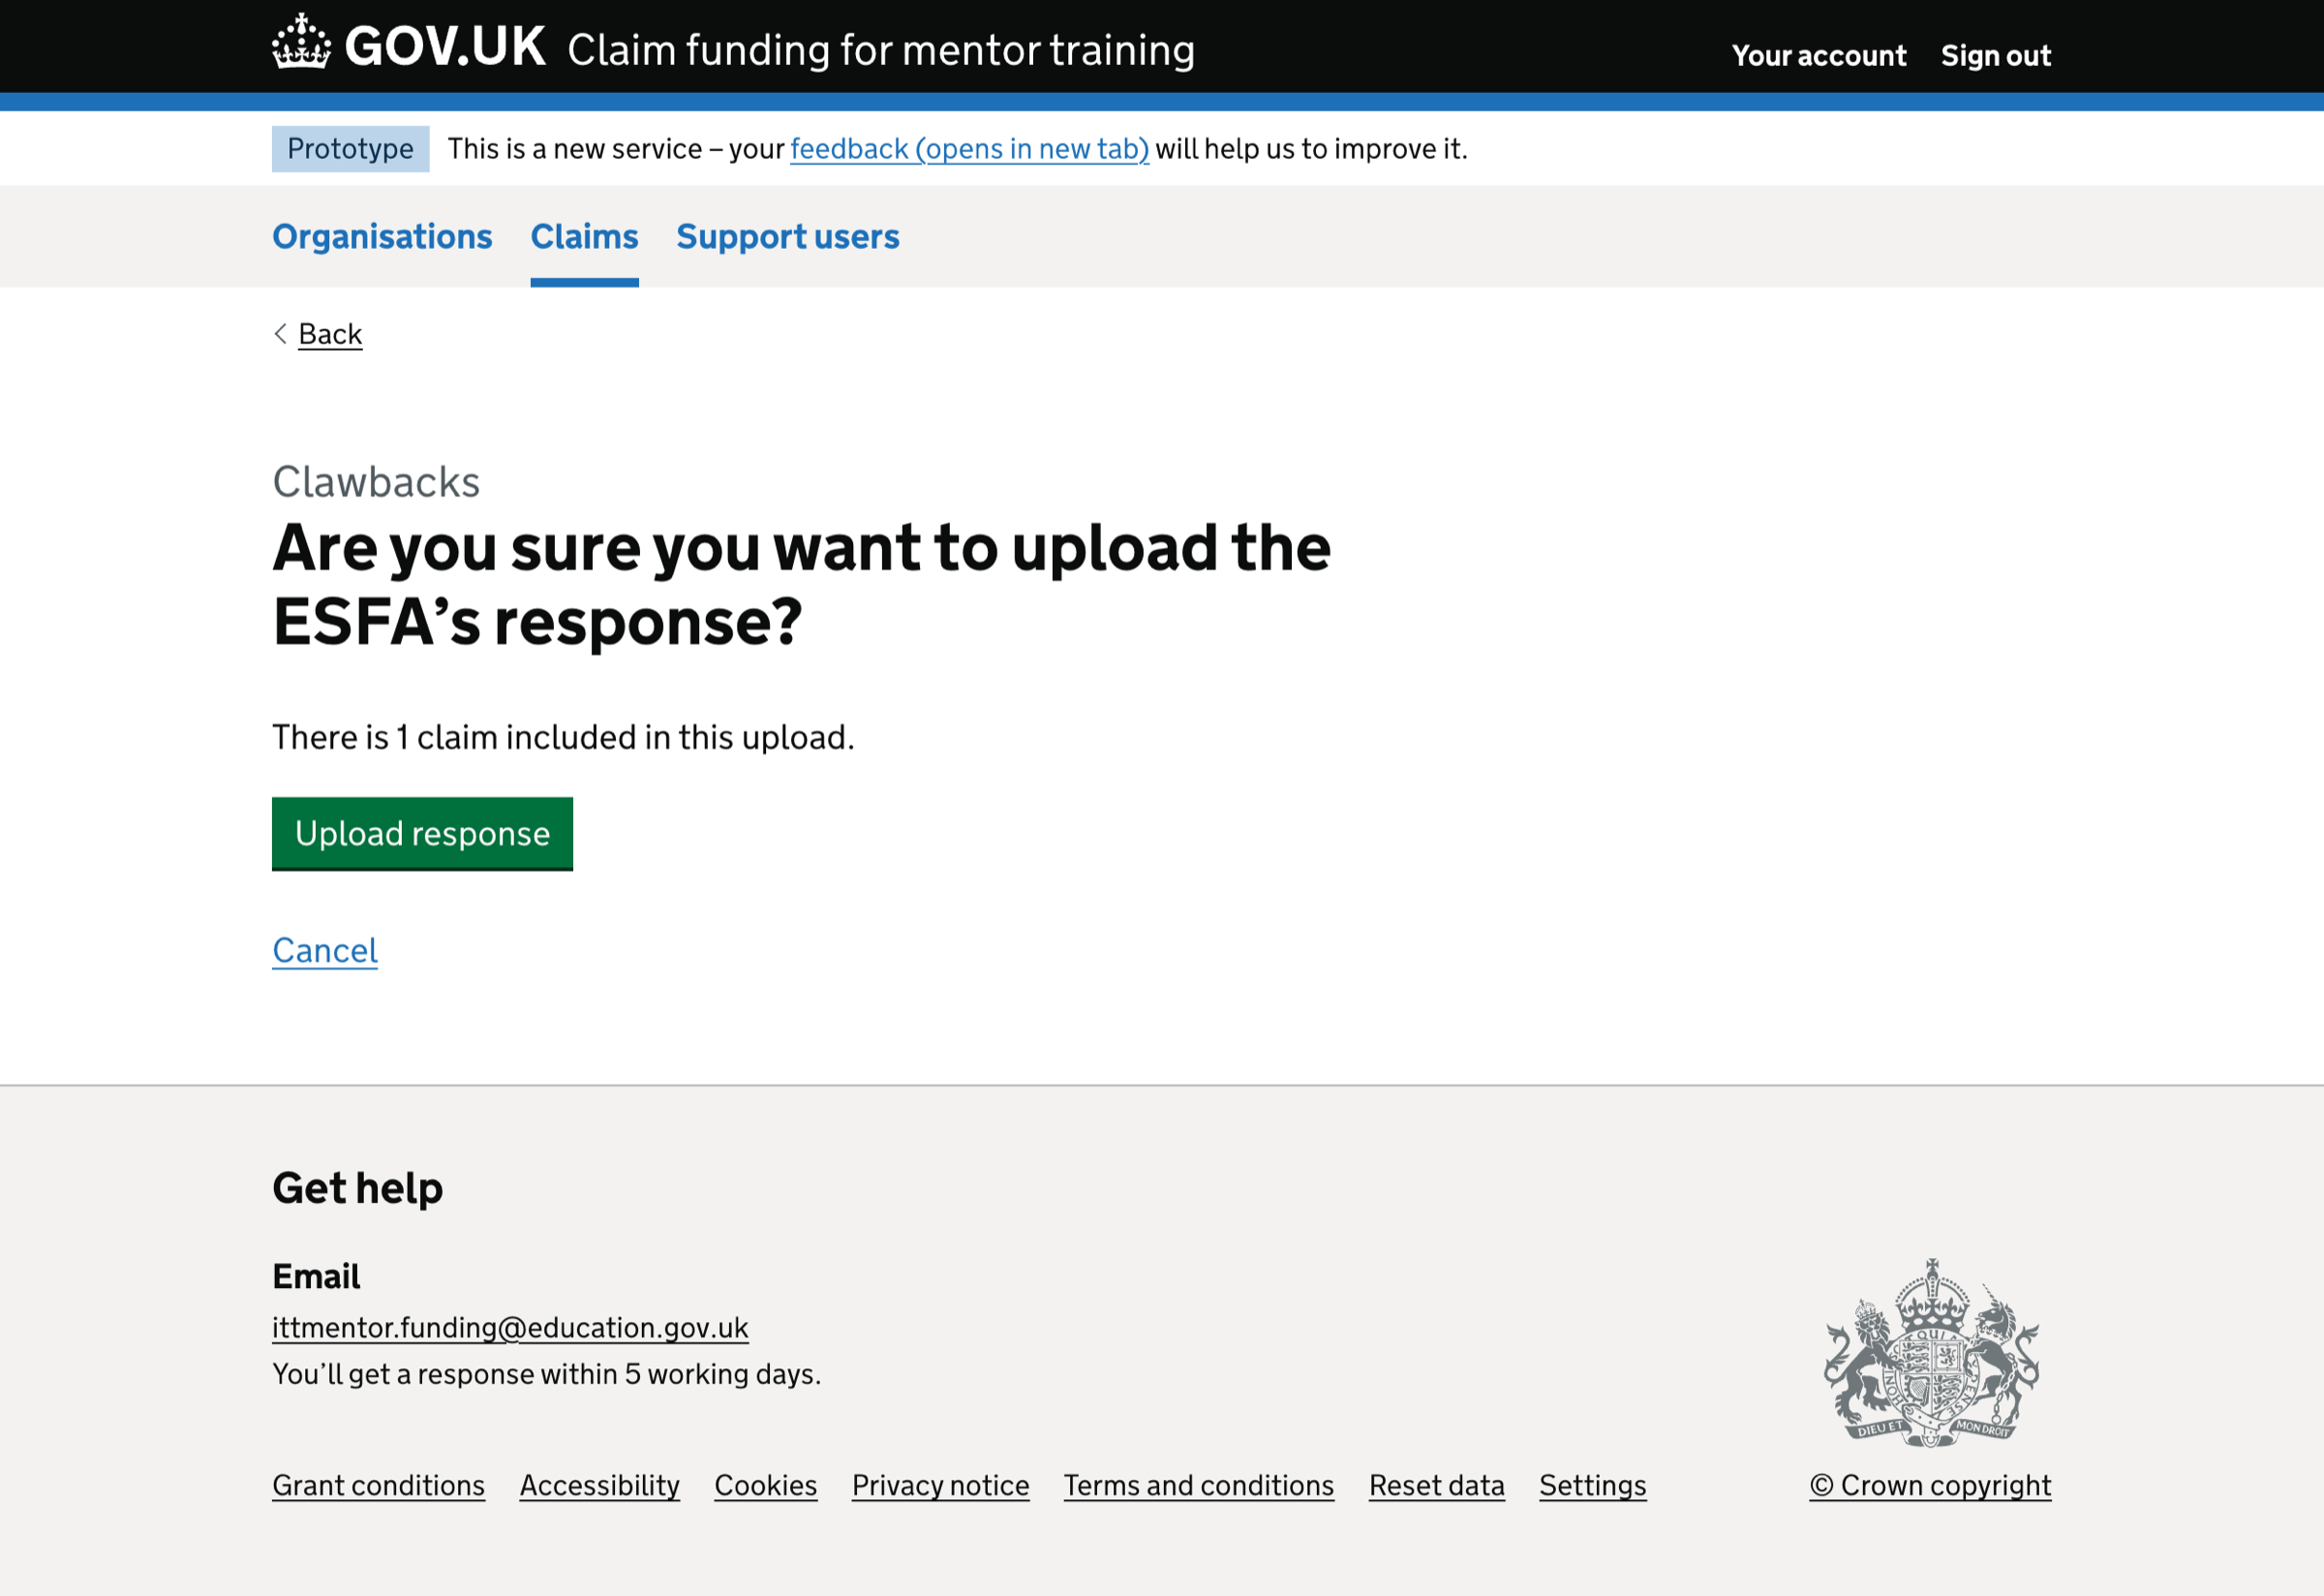 GOV.UK Claim funding for mentor training Your account Sign out
Prototype This is a new service – your feedback (opens in new tab) will help us to improve it.
Organisations Claims Support users
Back
Clawbacks
Are you sure you want to upload the
ESFA’s response?
There is 1 claim included in this upload.
Upload response
Cancel
Get help
Email
ittmentor.funding@education.gov.uk
You’ll get a response within 5 working days.
QUI
HONI
PENSE
DIEU ET MON DROIT
Grant conditions Accessibility Cookies Privacy notice Terms and conditions Reset data Settings © Crown copyright